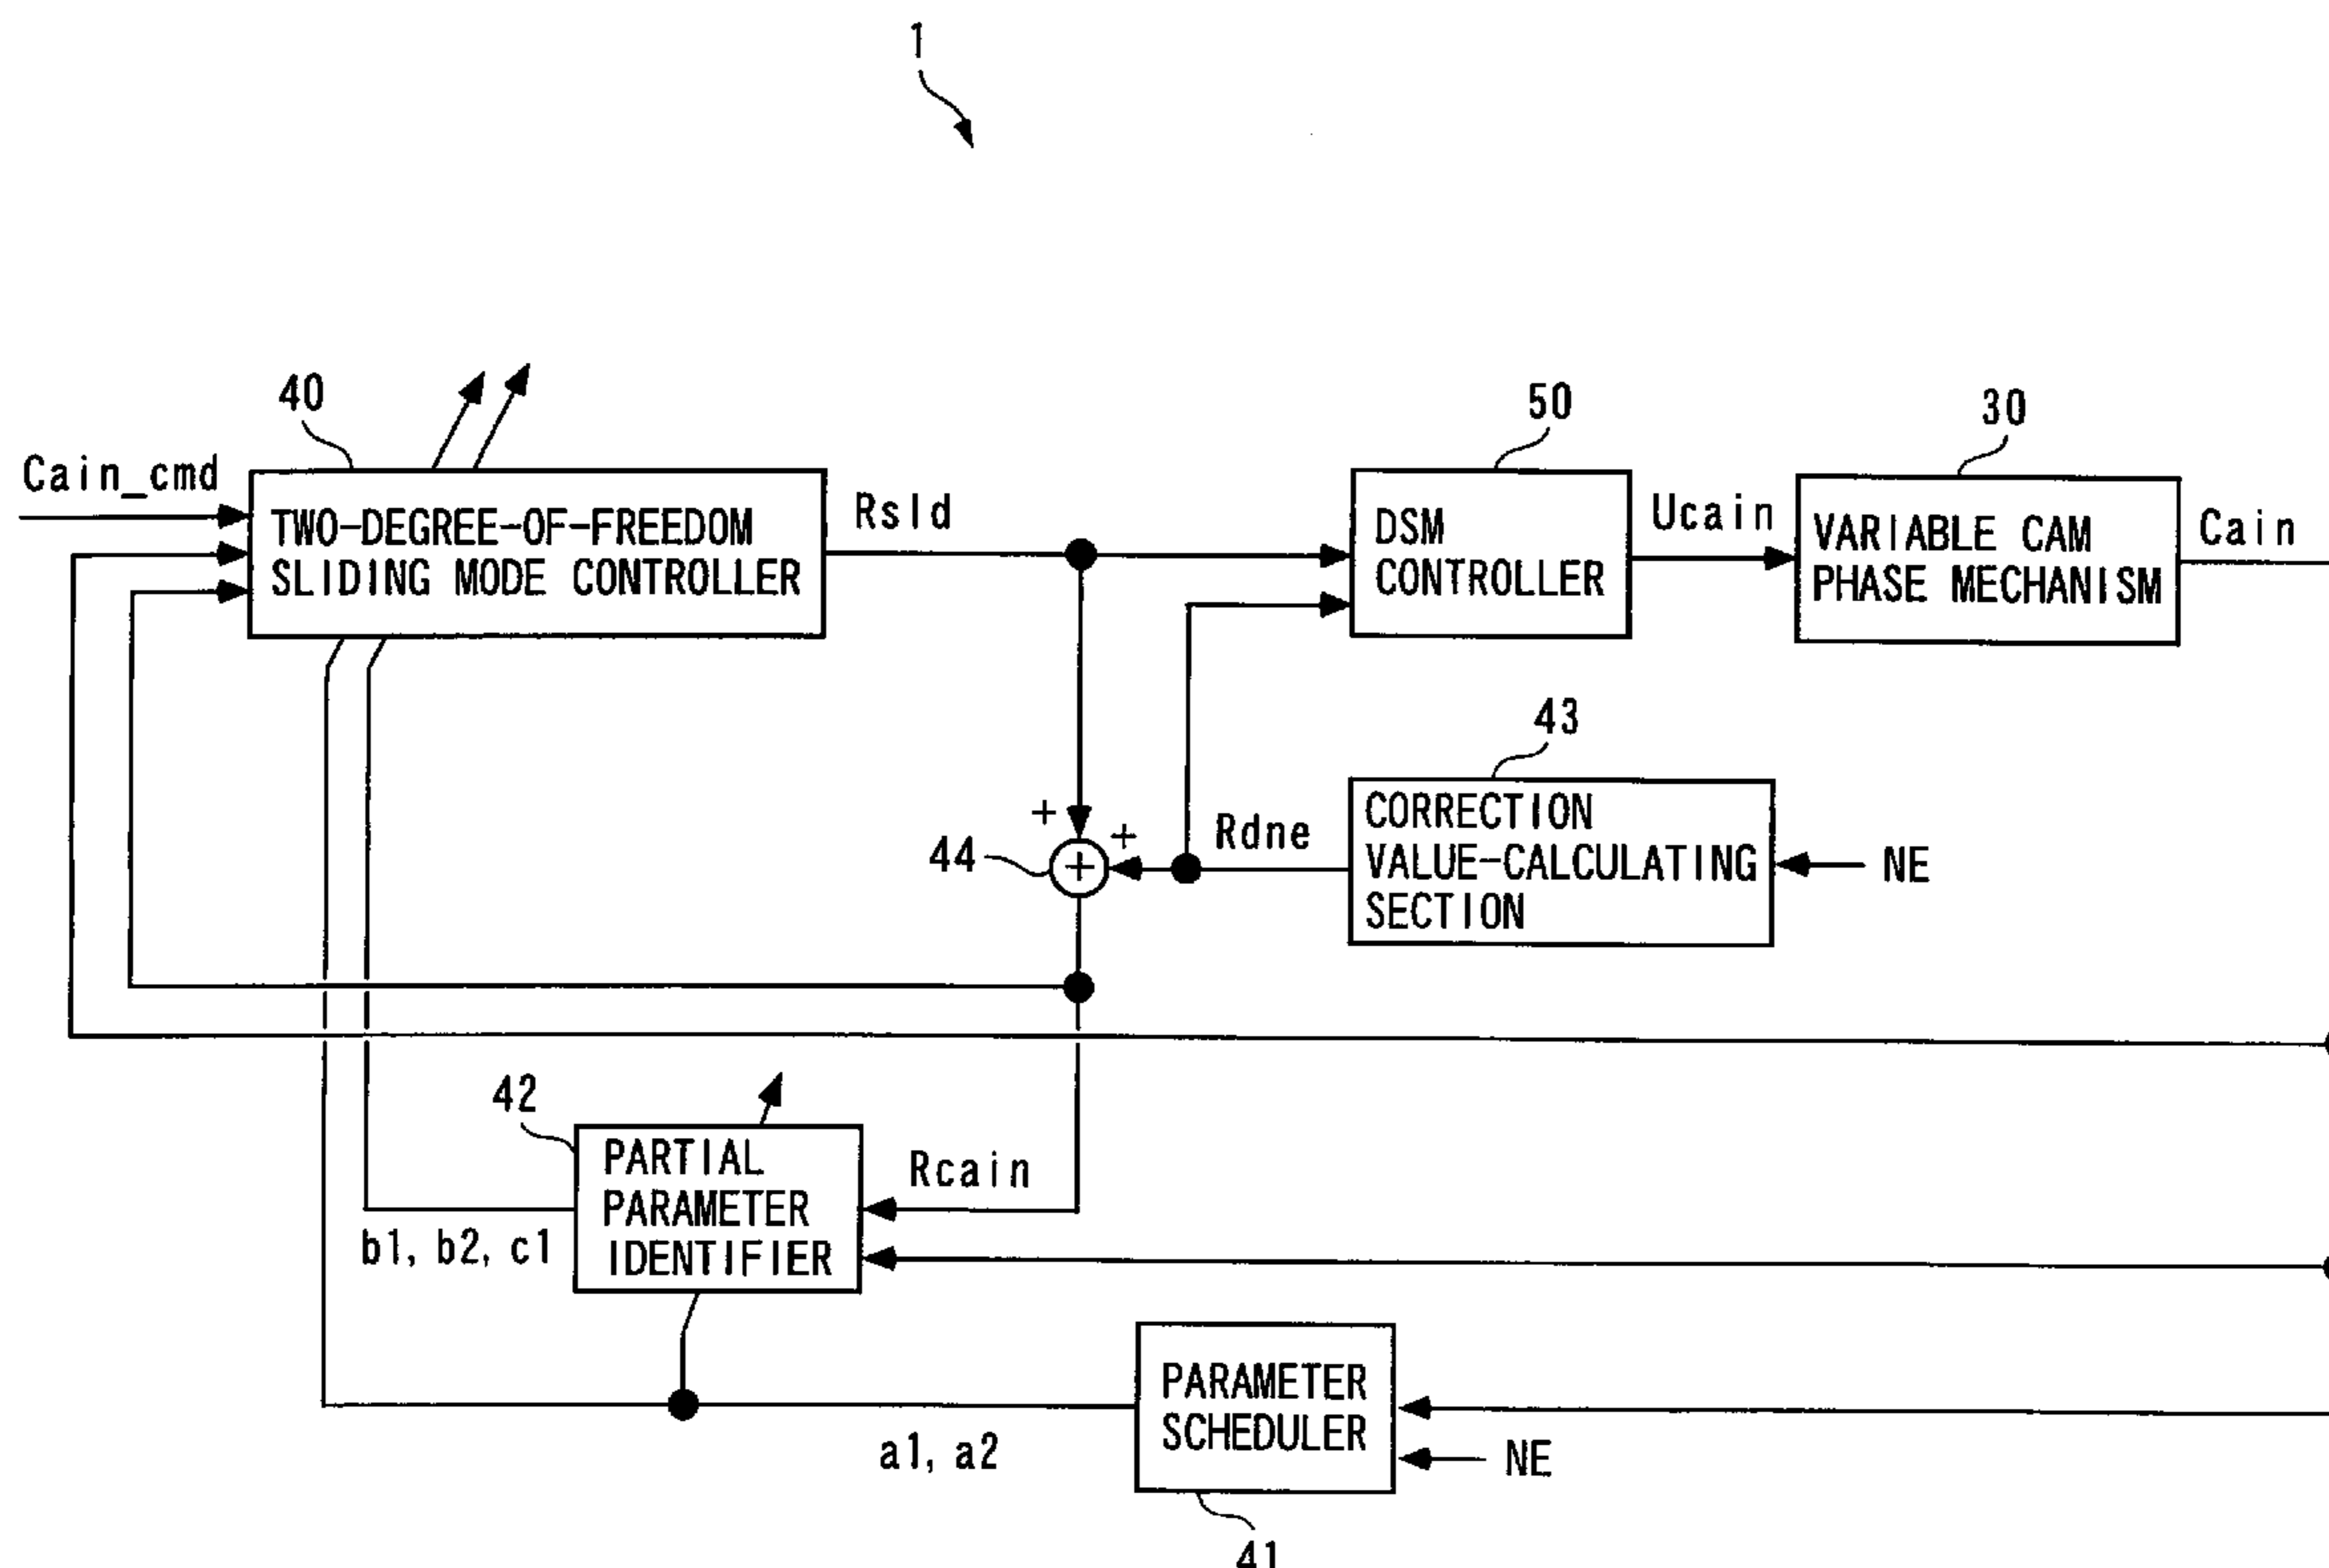 1
40
50
30
Cain_cmd
TWO-DEGREE-OF-FREEDOM
SLIDING MODE CONTROLLER
Rsld
DSM
CONTROLLER
Ucain
VARIABLE CAM
PHASE MECHANISM
Cain
43
+
+
44
+
Rdne
CORRECTION
VALUE-CALCULATING
SECTION
NE
42
PARTIAL
PARAMETER
IDENTIFIER
Rcain
b1, b2, c1
PARAMETER
SCHEDULER
a1, a2
NE
41